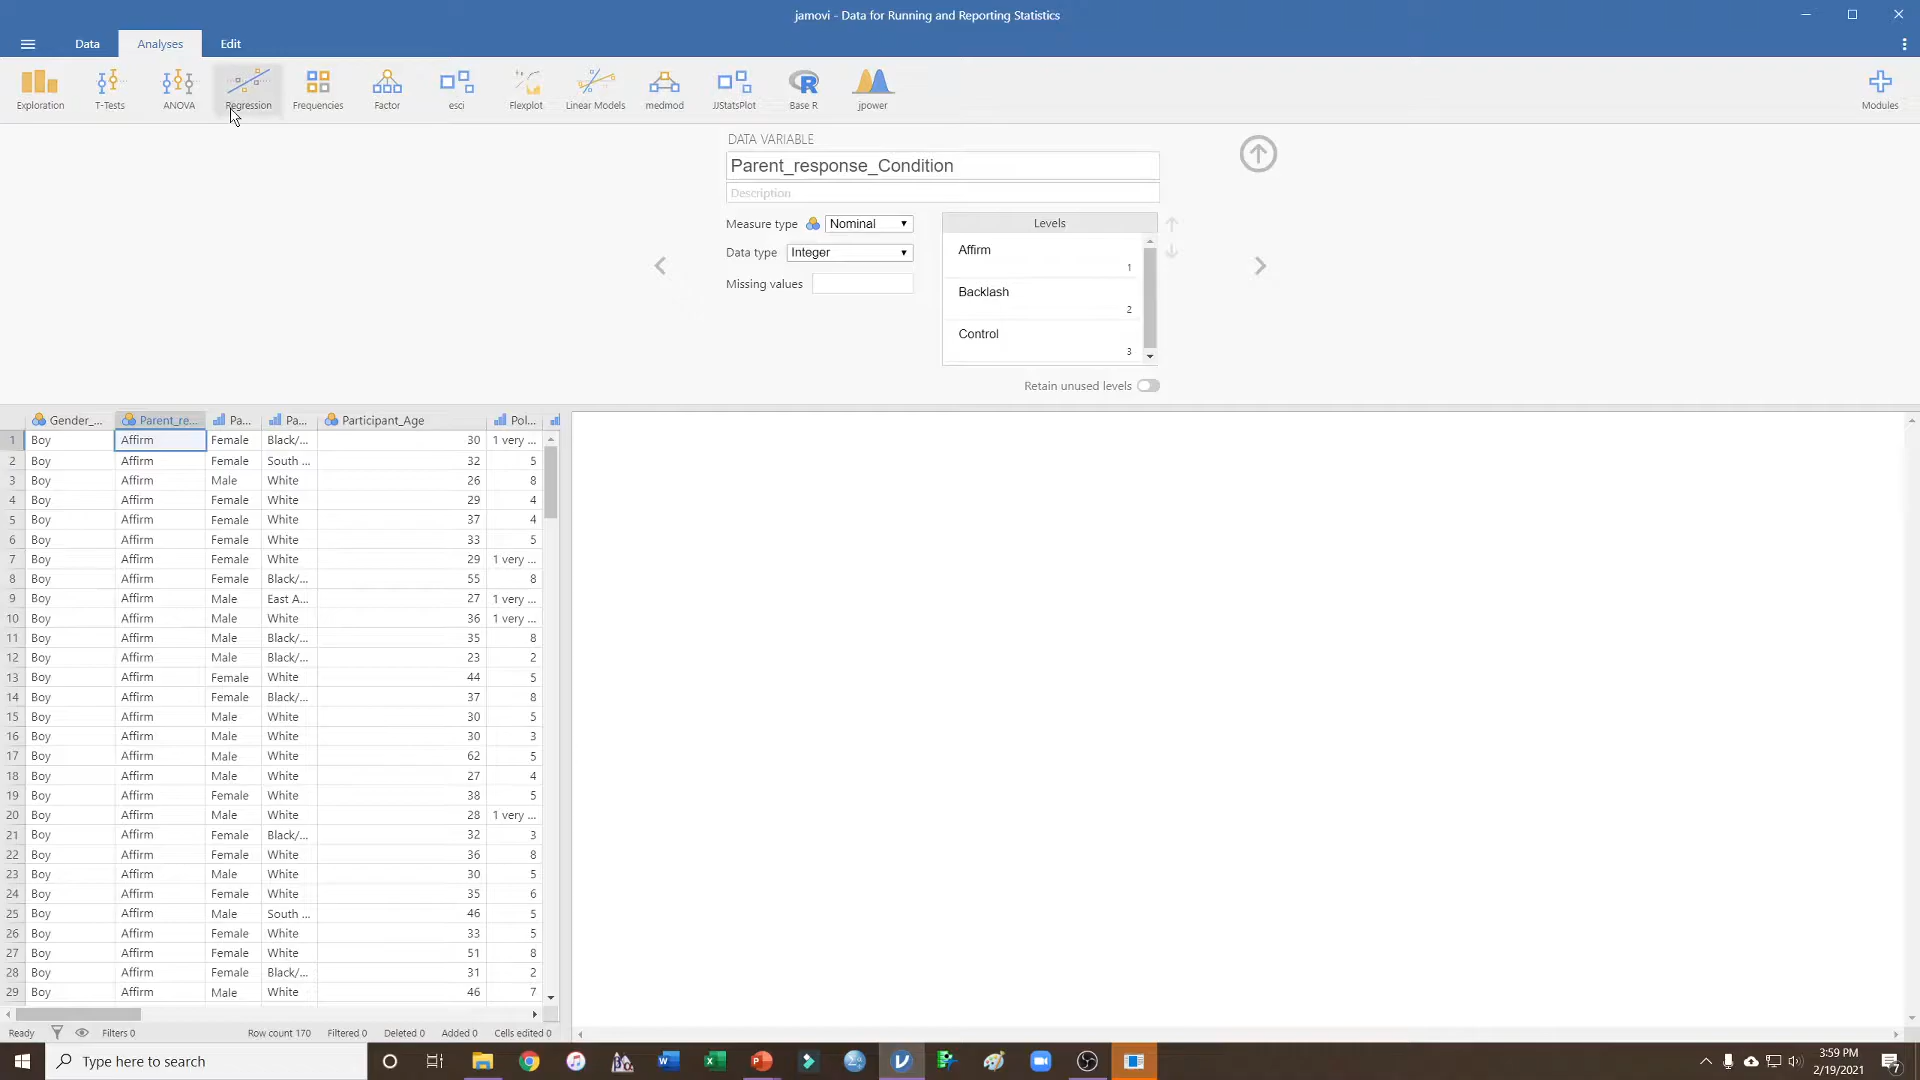 jamovi - Data for Running and Reporting Statistics
Data Analyses Edit
Exploration T-Tests ANOVA Regression Frequencies Factor esci Flexplot Linear Models medmod JJStatsPlot Base R jpower Modules
DATA VARIABLE
Parent_response_Condition
Description
Measure type Nominal
Data type Integer
Missing values
Levels
Affirm
1
Backlash
2
Control
3
Retain unused levels
Gender_... Parent_re... Pa... Pa... Participant_Age Pol...
1 Boy Affirm Female Black/... 30 1 very ...
2 Boy Affirm Female South ... 32 5
3 Boy Affirm Male White 26 8
4 Boy Affirm Female White 29 4
5 Boy Affirm Female White 37 4
6 Boy Affirm Female White 33 5
7 Boy Affirm Female White 29 1 very ...
8 Boy Affirm Female Black/... 55 8
9 Boy Affirm Male East A... 27 1 very ...
10 Boy Affirm Male White 36 1 very ...
11 Boy Affirm Male Black/... 35 8
12 Boy Affirm Male Black/... 23 2
13 Boy Affirm Female White 44 5
14 Boy Affirm Female Black/... 37 8
15 Boy Affirm Male White 30 5
16 Boy Affirm Male White 30 3
17 Boy Affirm Male White 62 5
18 Boy Affirm Male White 27 4
19 Boy Affirm Female White 38 5
20 Boy Affirm Male White 28 1 very ...
21 Boy Affirm Female Black/... 32 3
22 Boy Affirm Female White 36 8
23 Boy Affirm Male White 30 5
24 Boy Affirm Female White 35 6
25 Boy Affirm Male South ... 46 5
26 Boy Affirm Female White 33 5
27 Boy Affirm Female White 51 8
28 Boy Affirm Female Black/... 31 2
29 Boy Affirm Male White 46 7
Ready Filters 0 Row count 170 Filtered 0 Deleted 0 Added 0 Cells edited 0
Type here to search
3:59 PM
2/19/2021
7